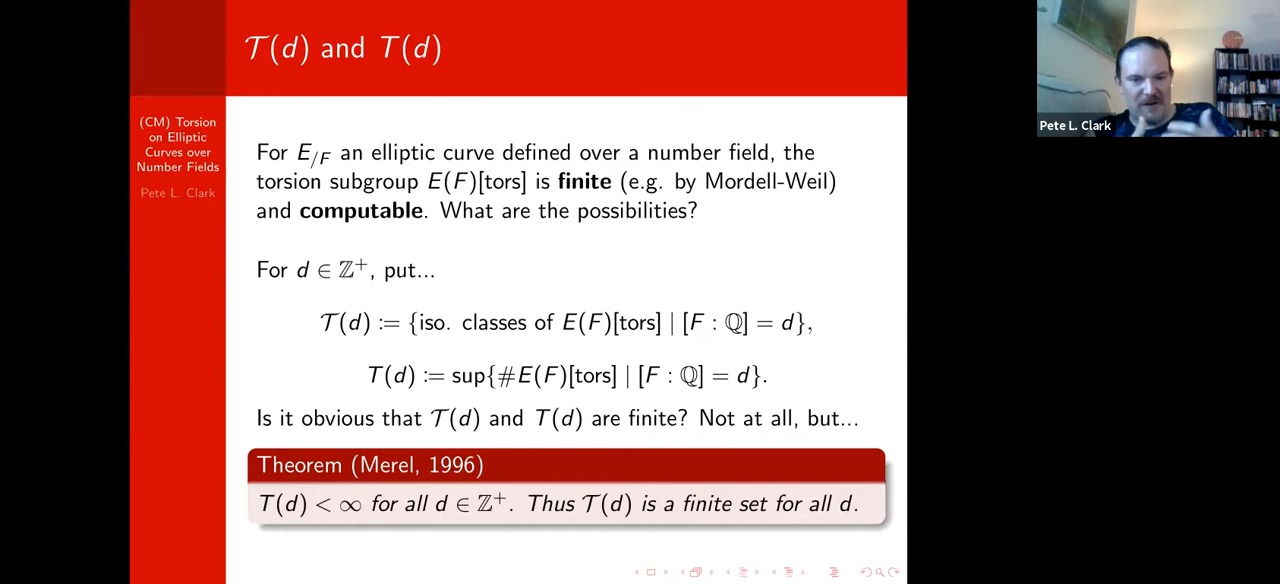 𝒯(d) and T(d)
(CM) Torsion
on Elliptic
Curves over
Number Fields
Pete L. Clark
For E/F an elliptic curve defined over a number field, the
torsion subgroup E(F)[tors] is finite (e.g. by Mordell-Weil)
and computable. What are the possibilities?
For d ∈ ℤ⁺, put...
𝒯(d) := {iso. classes of E(F)[tors] | [F : ℚ] = d},
T(d) := sup{#E(F)[tors] | [F : ℚ] = d}.
Is it obvious that 𝒯(d) and T(d) are finite? Not at all, but...
Theorem (Merel, 1996)
T(d) < ∞ for all d ∈ ℤ⁺. Thus 𝒯(d) is a finite set for all d.
Pete L. Clark